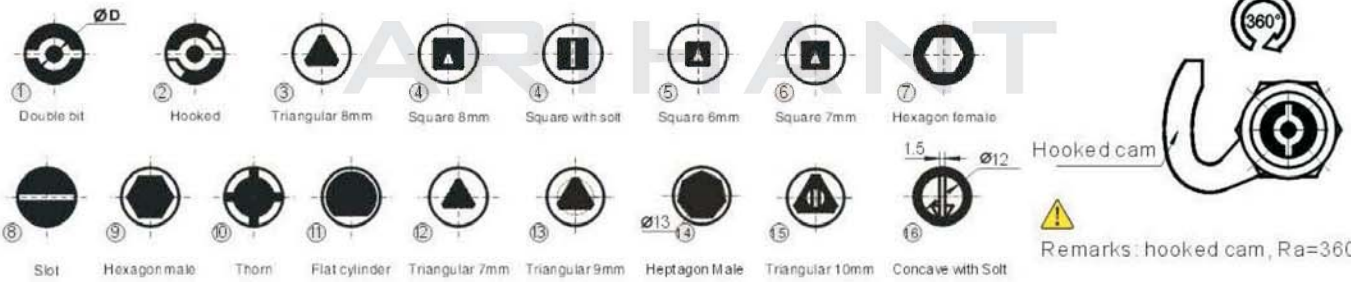 ØD
① ② ③ ④ ④ ⑤ ⑥ ⑦
Double bit Hooked Triangular 8mm Square 8mm Square with solt Square 6mm Square 7mm Hexagon female
ARIHANT
1.5 Ø12
Ø13
⑧ ⑨ ⑩ ⑪ ⑫ ⑬ ⑭ ⑮ ⑯
Slot Hexagon male Thorn Flat cylinder Triangular 7mm Triangular 9mm Heptagon Male Triangular 10mm Concave with Solt
360°
Hooked cam
Remarks: hooked cam, Ra=360